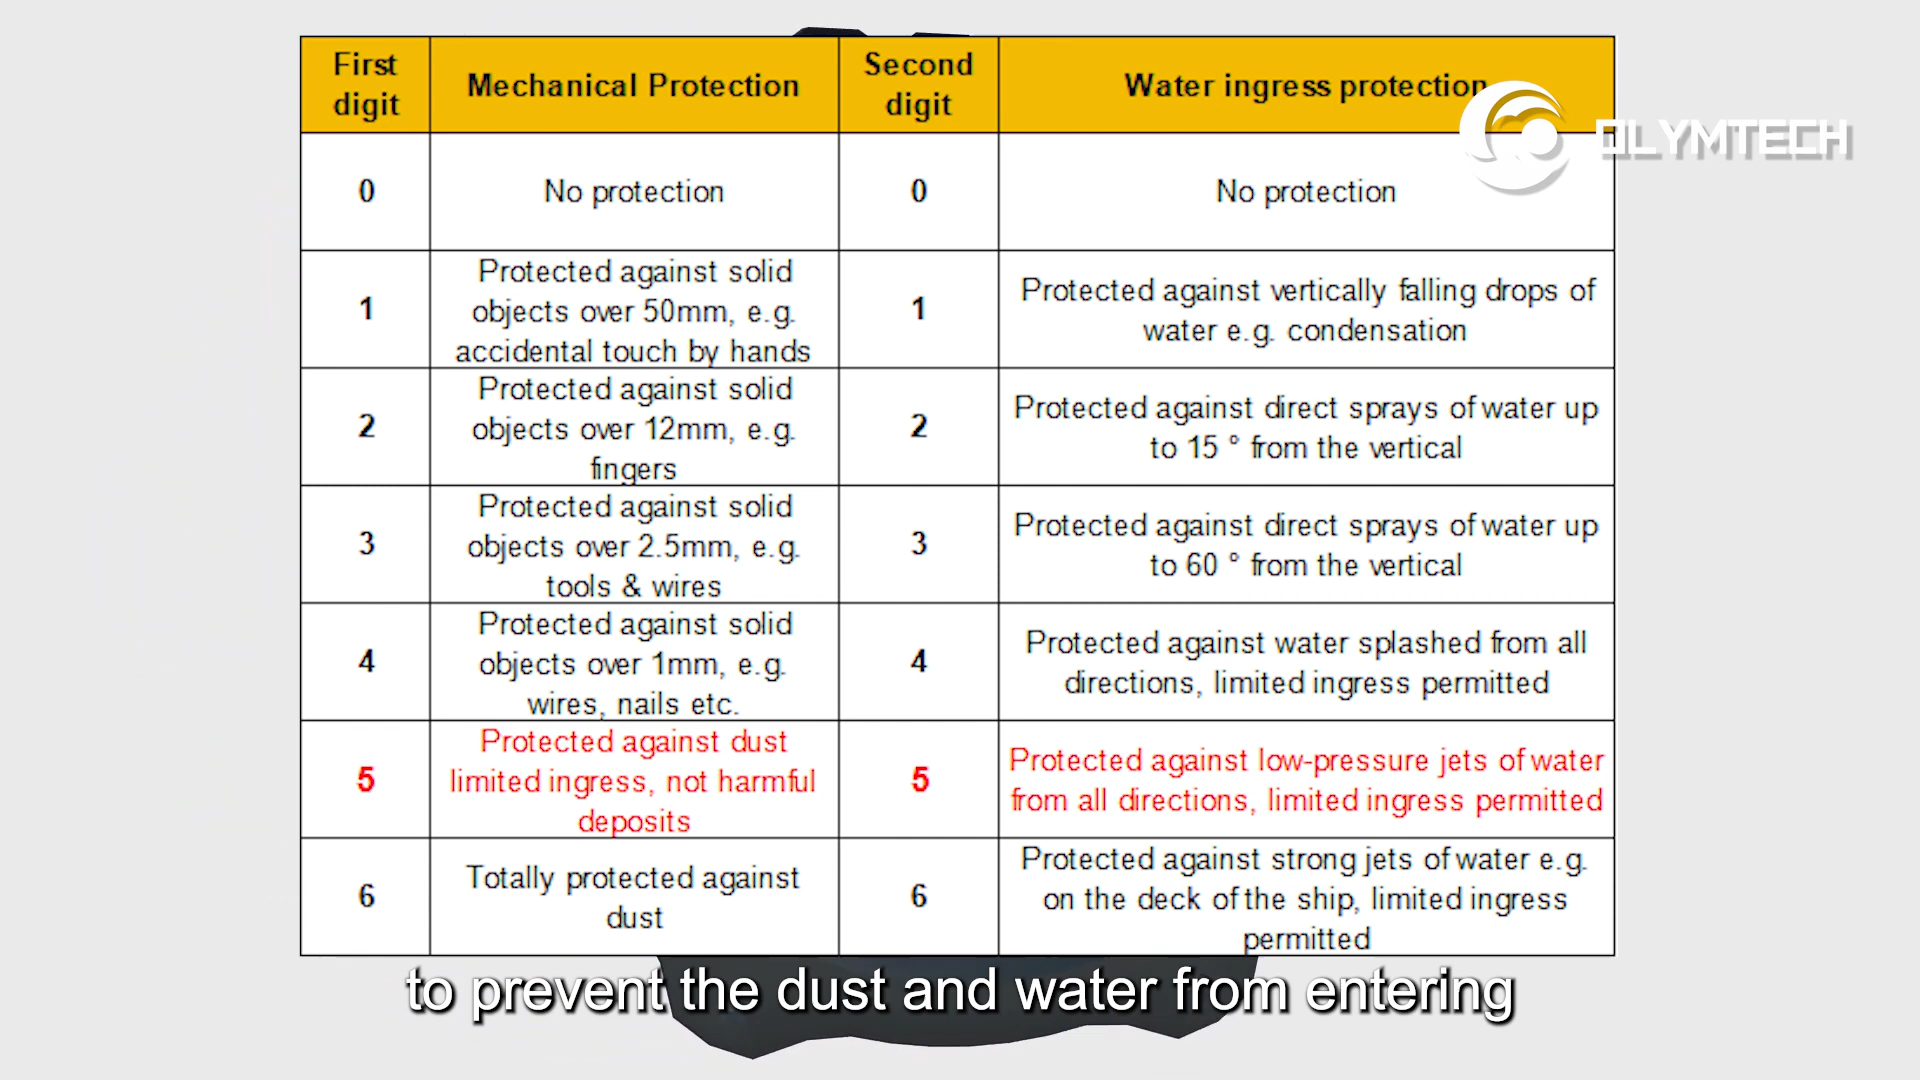 First
digit
Mechanical Protection
Second
digit
Water ingress protection
OLYMTECH
0
No protection
0
No protection
1
Protected against solid
objects over 50mm, e.g.
accidental touch by hands
1
Protected against vertically falling drops of
water e.g. condensation
2
Protected against solid
objects over 12mm, e.g.
fingers
2
Protected against direct sprays of water up
to 15 ° from the vertical
3
Protected against solid
objects over 2.5mm, e.g.
tools & wires
3
Protected against direct sprays of water up
to 60 ° from the vertical
4
Protected against solid
objects over 1mm, e.g.
wires, nails etc.
4
Protected against water splashed from all
directions, limited ingress permitted
5
Protected against dust
limited ingress, not harmful
deposits
5
Protected against low-pressure jets of water
from all directions, limited ingress permitted
6
Totally protected against
dust
6
Protected against strong jets of water e.g.
on the deck of the ship, limited ingress
permitted
to prevent the dust and water from entering